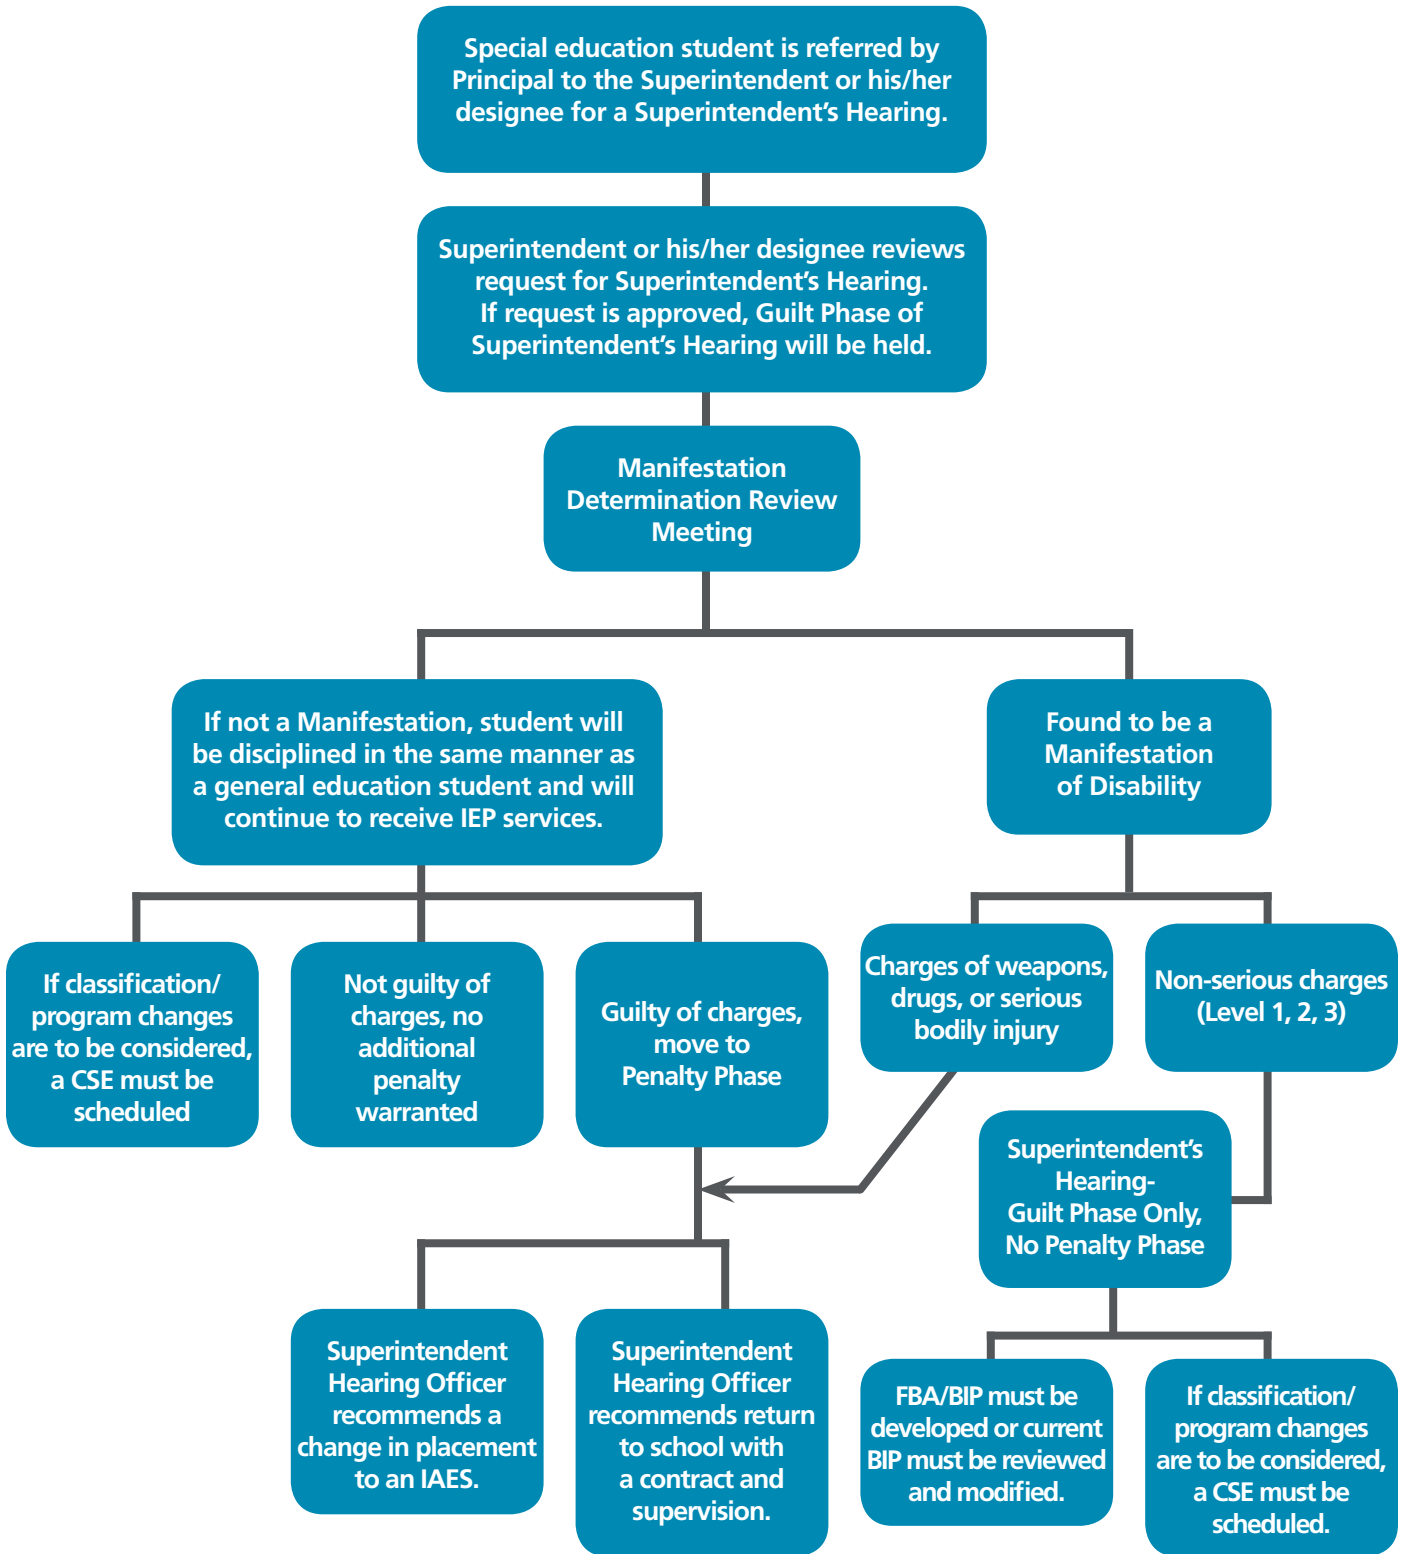 Special education student is referred by
Principal to the Superintendent or his/her
designee for a Superintendent’s Hearing.
Superintendent or his/her designee reviews
request for Superintendent’s Hearing.
If request is approved, Guilt Phase of
Superintendent’s Hearing will be held.
Manifestation
Determination Review
Meeting
If not a Manifestation, student will
be disciplined in the same manner as
a general education student and will
continue to receive IEP services.
Found to be a
Manifestation
of Disability
If classification/
program changes
are to be considered,
a CSE must be
scheduled
Not guilty of
charges, no
additional
penalty
warranted
Guilty of charges,
move to
Penalty Phase
Charges of weapons,
drugs, or serious
bodily injury
Non-serious charges
(Level 1, 2, 3)
Superintendent’s
Hearing-
Guilt Phase Only,
No Penalty Phase
Superintendent
Hearing Officer
recommends a
change in placement
to an IAES.
Superintendent
Hearing Officer
recommends return
to school with
a contract and
supervision.
FBA/BIP must be
developed or current
BIP must be reviewed
and modified.
If classification/
program changes
are to be considered,
a CSE must be
scheduled.